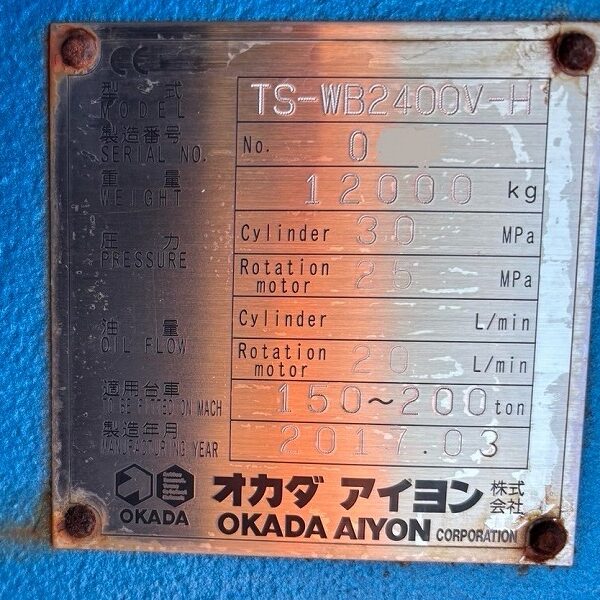 CE
型式 TS-WB2400V-H
MODEL
製造番号 No. 0
SERIAL NO.
重量 12000 kg
WEIGHT
圧力 Cylinder 30 MPa
PRESSURE Rotation motor 25 MPa
油量 Cylinder L/min
OIL FLOW Rotation motor 20 L/min
適用台車 150~200 ton
MACH
製造年月 2017.03
MANUFACTURING YEAR
オカダ アイヨン 株式会社
OKADA OKADA AIYON CORPORATION